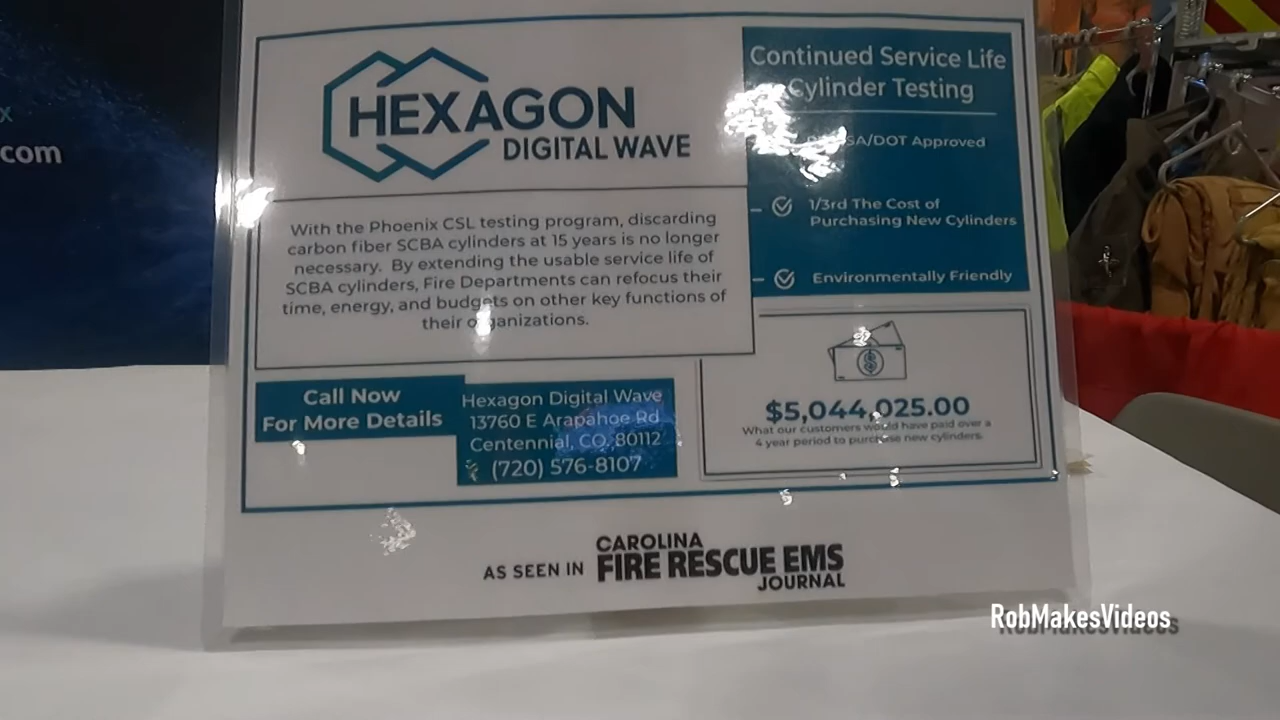 x
com
HEXAGON
DIGITAL WAVE
With the Phoenix CSL testing program, discarding
carbon fiber SCBA cylinders at 15 years is no longer
necessary. By extending the usable service life of
SCBA cylinders, Fire Departments can refocus their
time, energy, and budgets on other key functions of
their organizations.
Continued Service Life
Cylinder Testing
Approved
1/3rd The Cost of
Purchasing New Cylinders
Environmentally Friendly
$5,044,025.00
What our customers would have paid over a
4 year period to purchase new cylinders.
Call Now
For More Details
Hexagon Digital Wave
13760 E Arapahoe Rd
Centennial, CO, 80112
(720) 576-8107
AS SEEN IN CAROLINA
FIRE RESCUE EMS
JOURNAL
RobMakesVideos